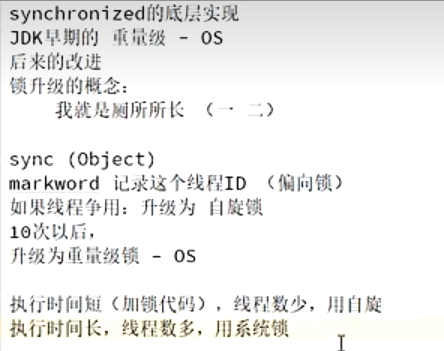 synchronized的底层实现
JDK早期的 重量级 - OS
后来的改进
锁升级的概念：
我就是厕所所长 （一 二）
sync (Object)
markword 记录这个线程ID （偏向锁）
如果线程争用：升级为 自旋锁
10次以后，
升级为重量级锁 - OS
执行时间短（加锁代码），线程数少，用自旋
执行时间长，线程数多，用系统锁